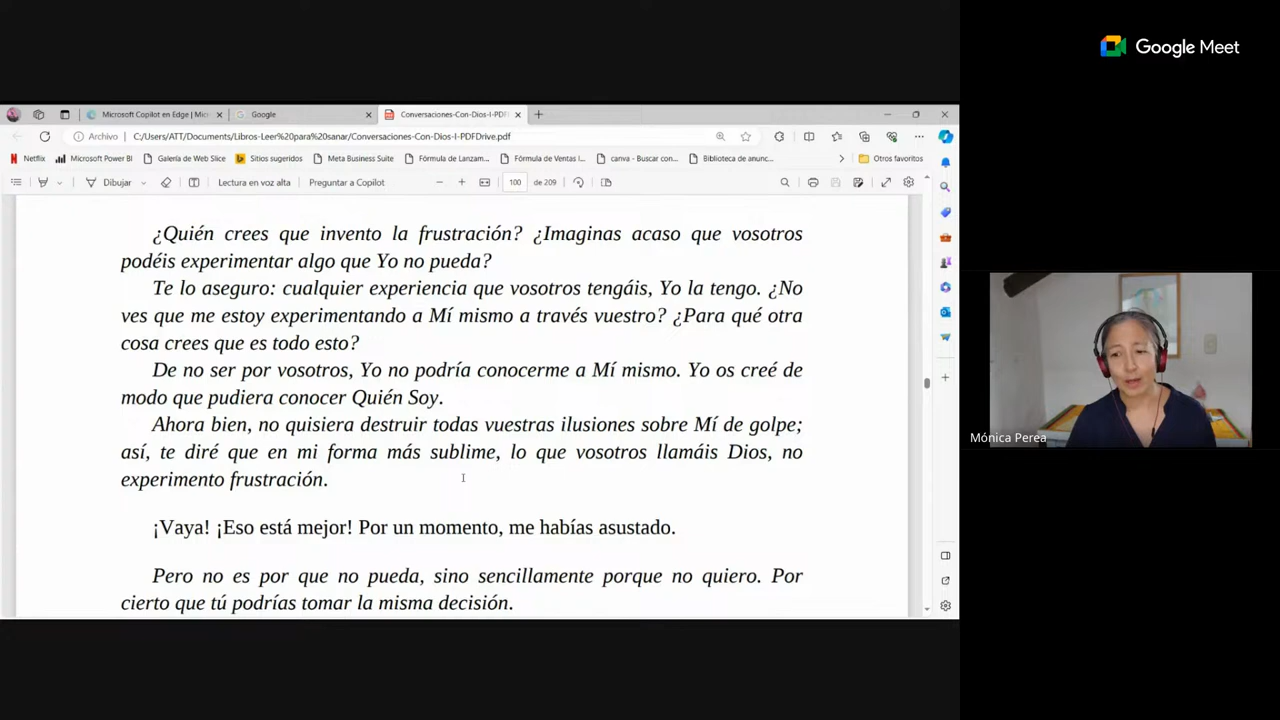 Google Meet
Microsoft Copilot en Edge | Mic
Google
Conversaciones-Con-Dios-I-PDFDr
Archivo
C:/Users/ATT/Documents/Libros-Leer%20para%20sanar/Conversaciones-Con-Dios-I-PDFDrive.pdf
Netflix Microsoft Power BI Galería de Web Slice Sitios sugeridos Meta Business Suite Fórmula de Lanzam... Fórmula de Ventas l... canva - Buscar con... Biblioteca de anunc... Otros favoritos
Dibujar Lectura en voz alta Preguntar a Copilot 100 de 209
¿Quién crees que invento la frustración? ¿Imaginas acaso que vosotros
podéis experimentar algo que Yo no pueda?
Te lo aseguro: cualquier experiencia que vosotros tengáis, Yo la tengo. ¿No
ves que me estoy experimentando a Mí mismo a través vuestro? ¿Para qué otra
cosa crees que es todo esto?
De no ser por vosotros, Yo no podría conocerme a Mí mismo. Yo os creé de
modo que pudiera conocer Quién Soy.
Ahora bien, no quisiera destruir todas vuestras ilusiones sobre Mí de golpe;
así, te diré que en mi forma más sublime, lo que vosotros llamáis Dios, no
experimento frustración.
¡Vaya! ¡Eso está mejor! Por un momento, me habías asustado.
Pero no es por que no pueda, sino sencillamente porque no quiero. Por
cierto que tú podrías tomar la misma decisión.
Mónica Perea